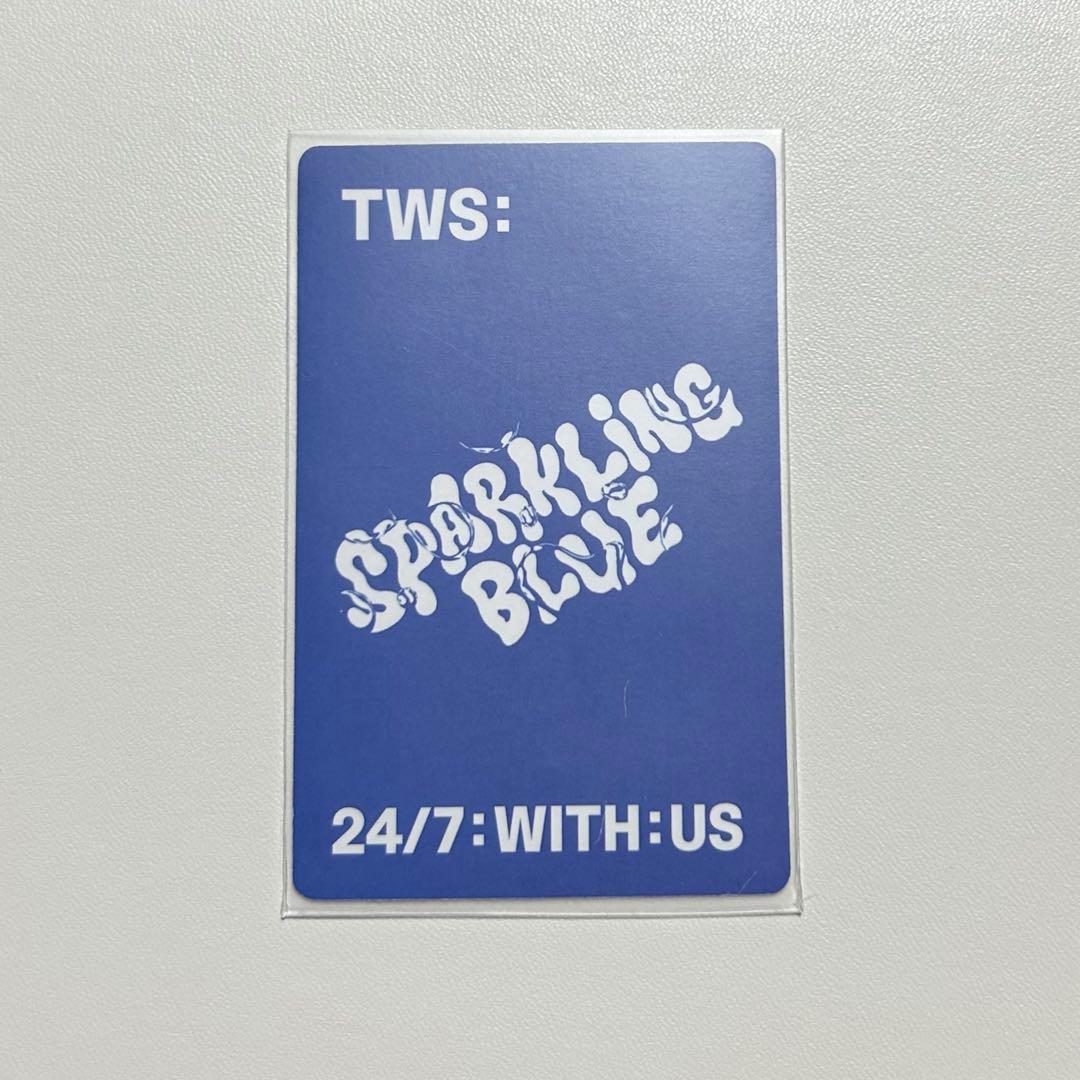 TWS:
SPARKLiNG
BLUE
24/7:WITH:US